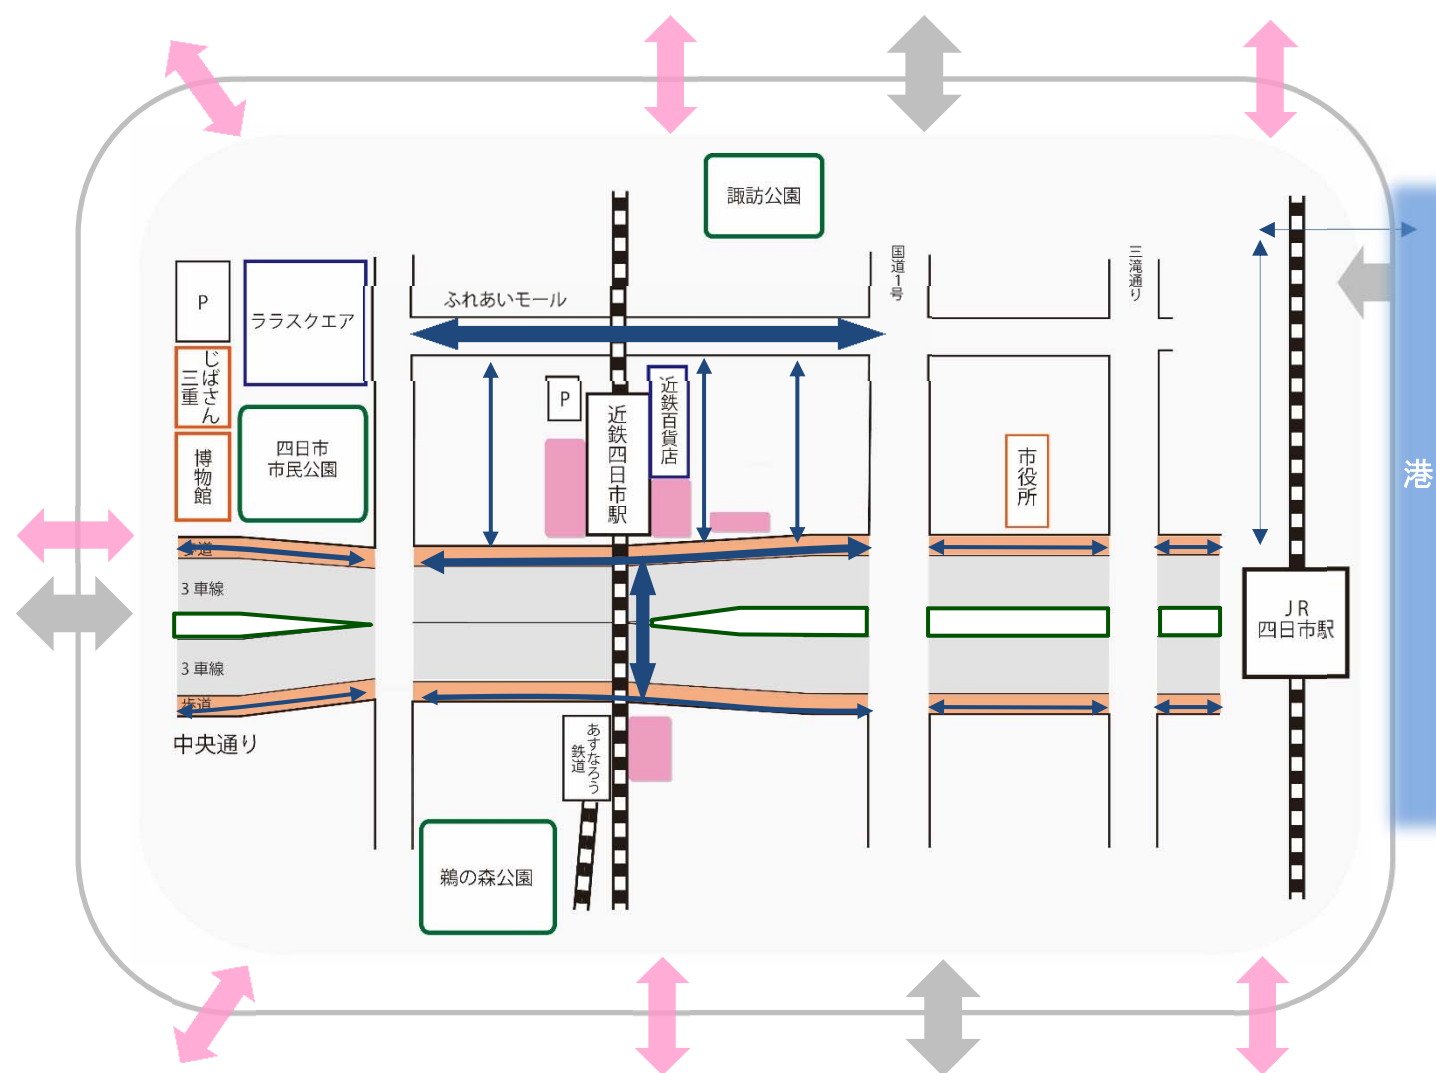 諏訪公園
国道1号
三滝通り
P
ララスクエア
ふれあいモール
じばさん
三重
P
近鉄百貨店
近鉄四日市駅
四日市
市民公園
博物館
市役所
港
歩道
3車線
JR
四日市駅
3車線
歩道
中央通り
あすなろう
鉄道
鵜の森公園